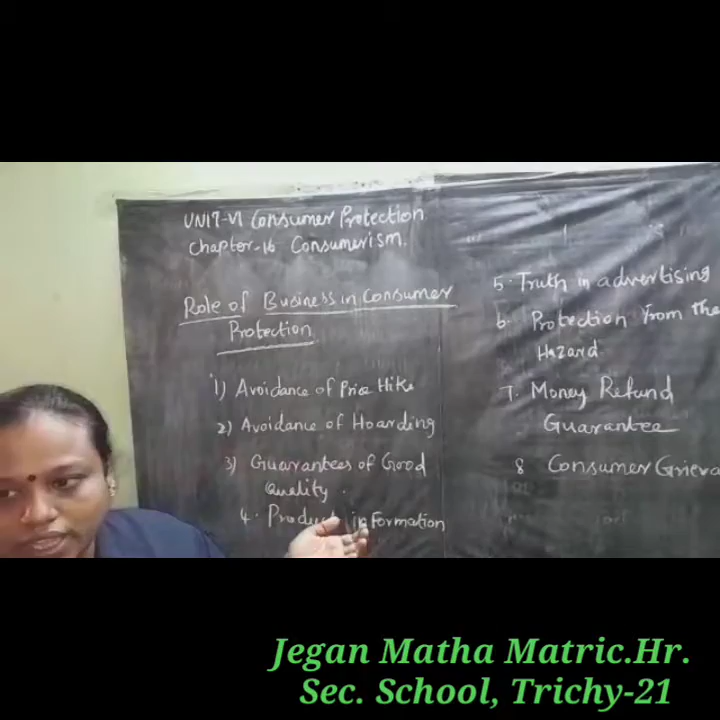 UNIT-VI Consumer Protection
Chapter-16 Consumerism.
Role of Business in Consumer
Protection
1) Avoidance of Price Hike
2) Avoidance of Hoarding
3) Guarantees of Good
Quality.
4. Product inFormation
5. Truth in advertising
6. Protection from the
Hazard
7. Money Refund
Guarantee
8 Consumer Grieva
Jegan Matha Matric.Hr.
Sec. School, Trichy-21